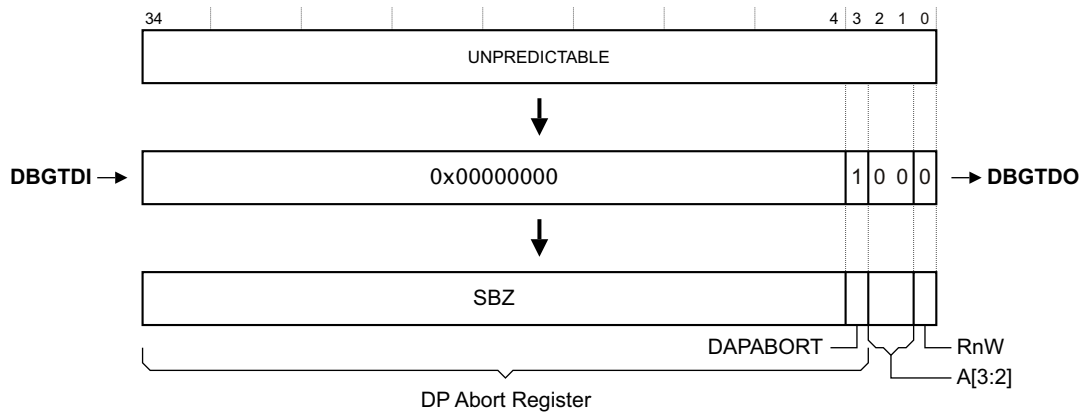 34 4 3 2 1 0
UNPREDICTABLE
DBGTDI 0x00000000 1 0 0 0 DBGTDO
SBZ
DAPABORT RnW
A[3:2]
DP Abort Register